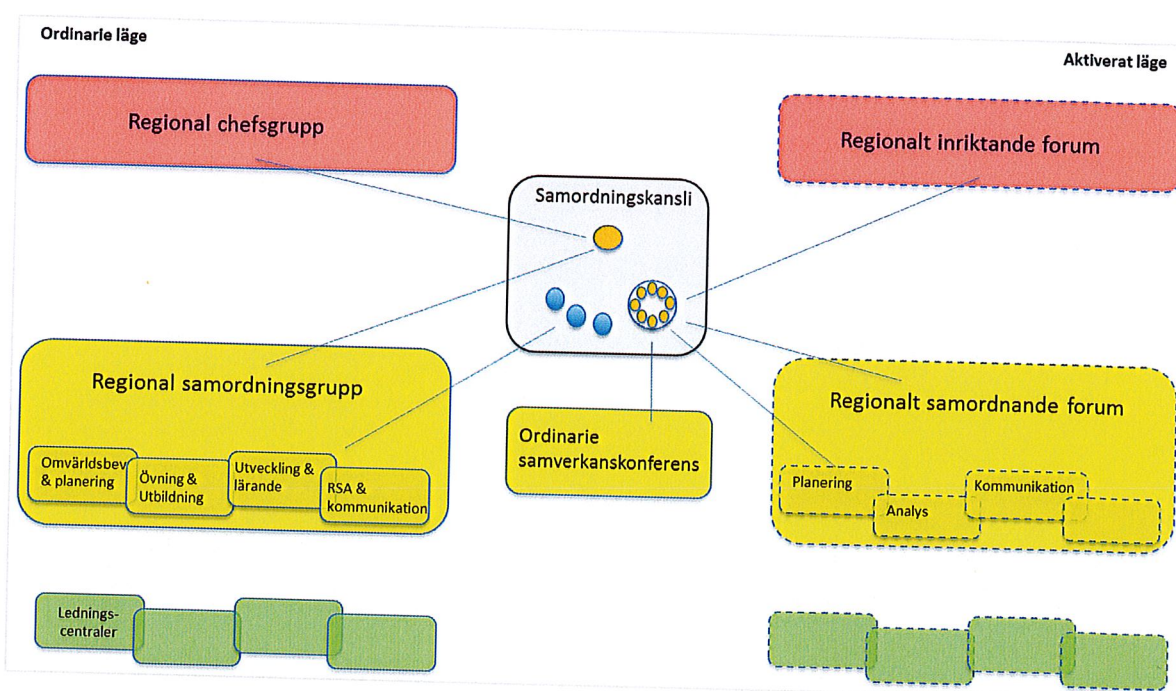 Ordinarie läge
Aktiverat läge
Regional chefsgrupp
Regionalt inriktande forum
Samordningskansli
Regional samordningsgrupp
Omvärldsbev
& planering
Övning &
Utbildning
Utveckling &
lärande
RSA &
kommunikation
Ordinarie
samverkanskonferens
Regionalt samordnande forum
Planering
Analys
Kommunikation
Lednings-
centraler